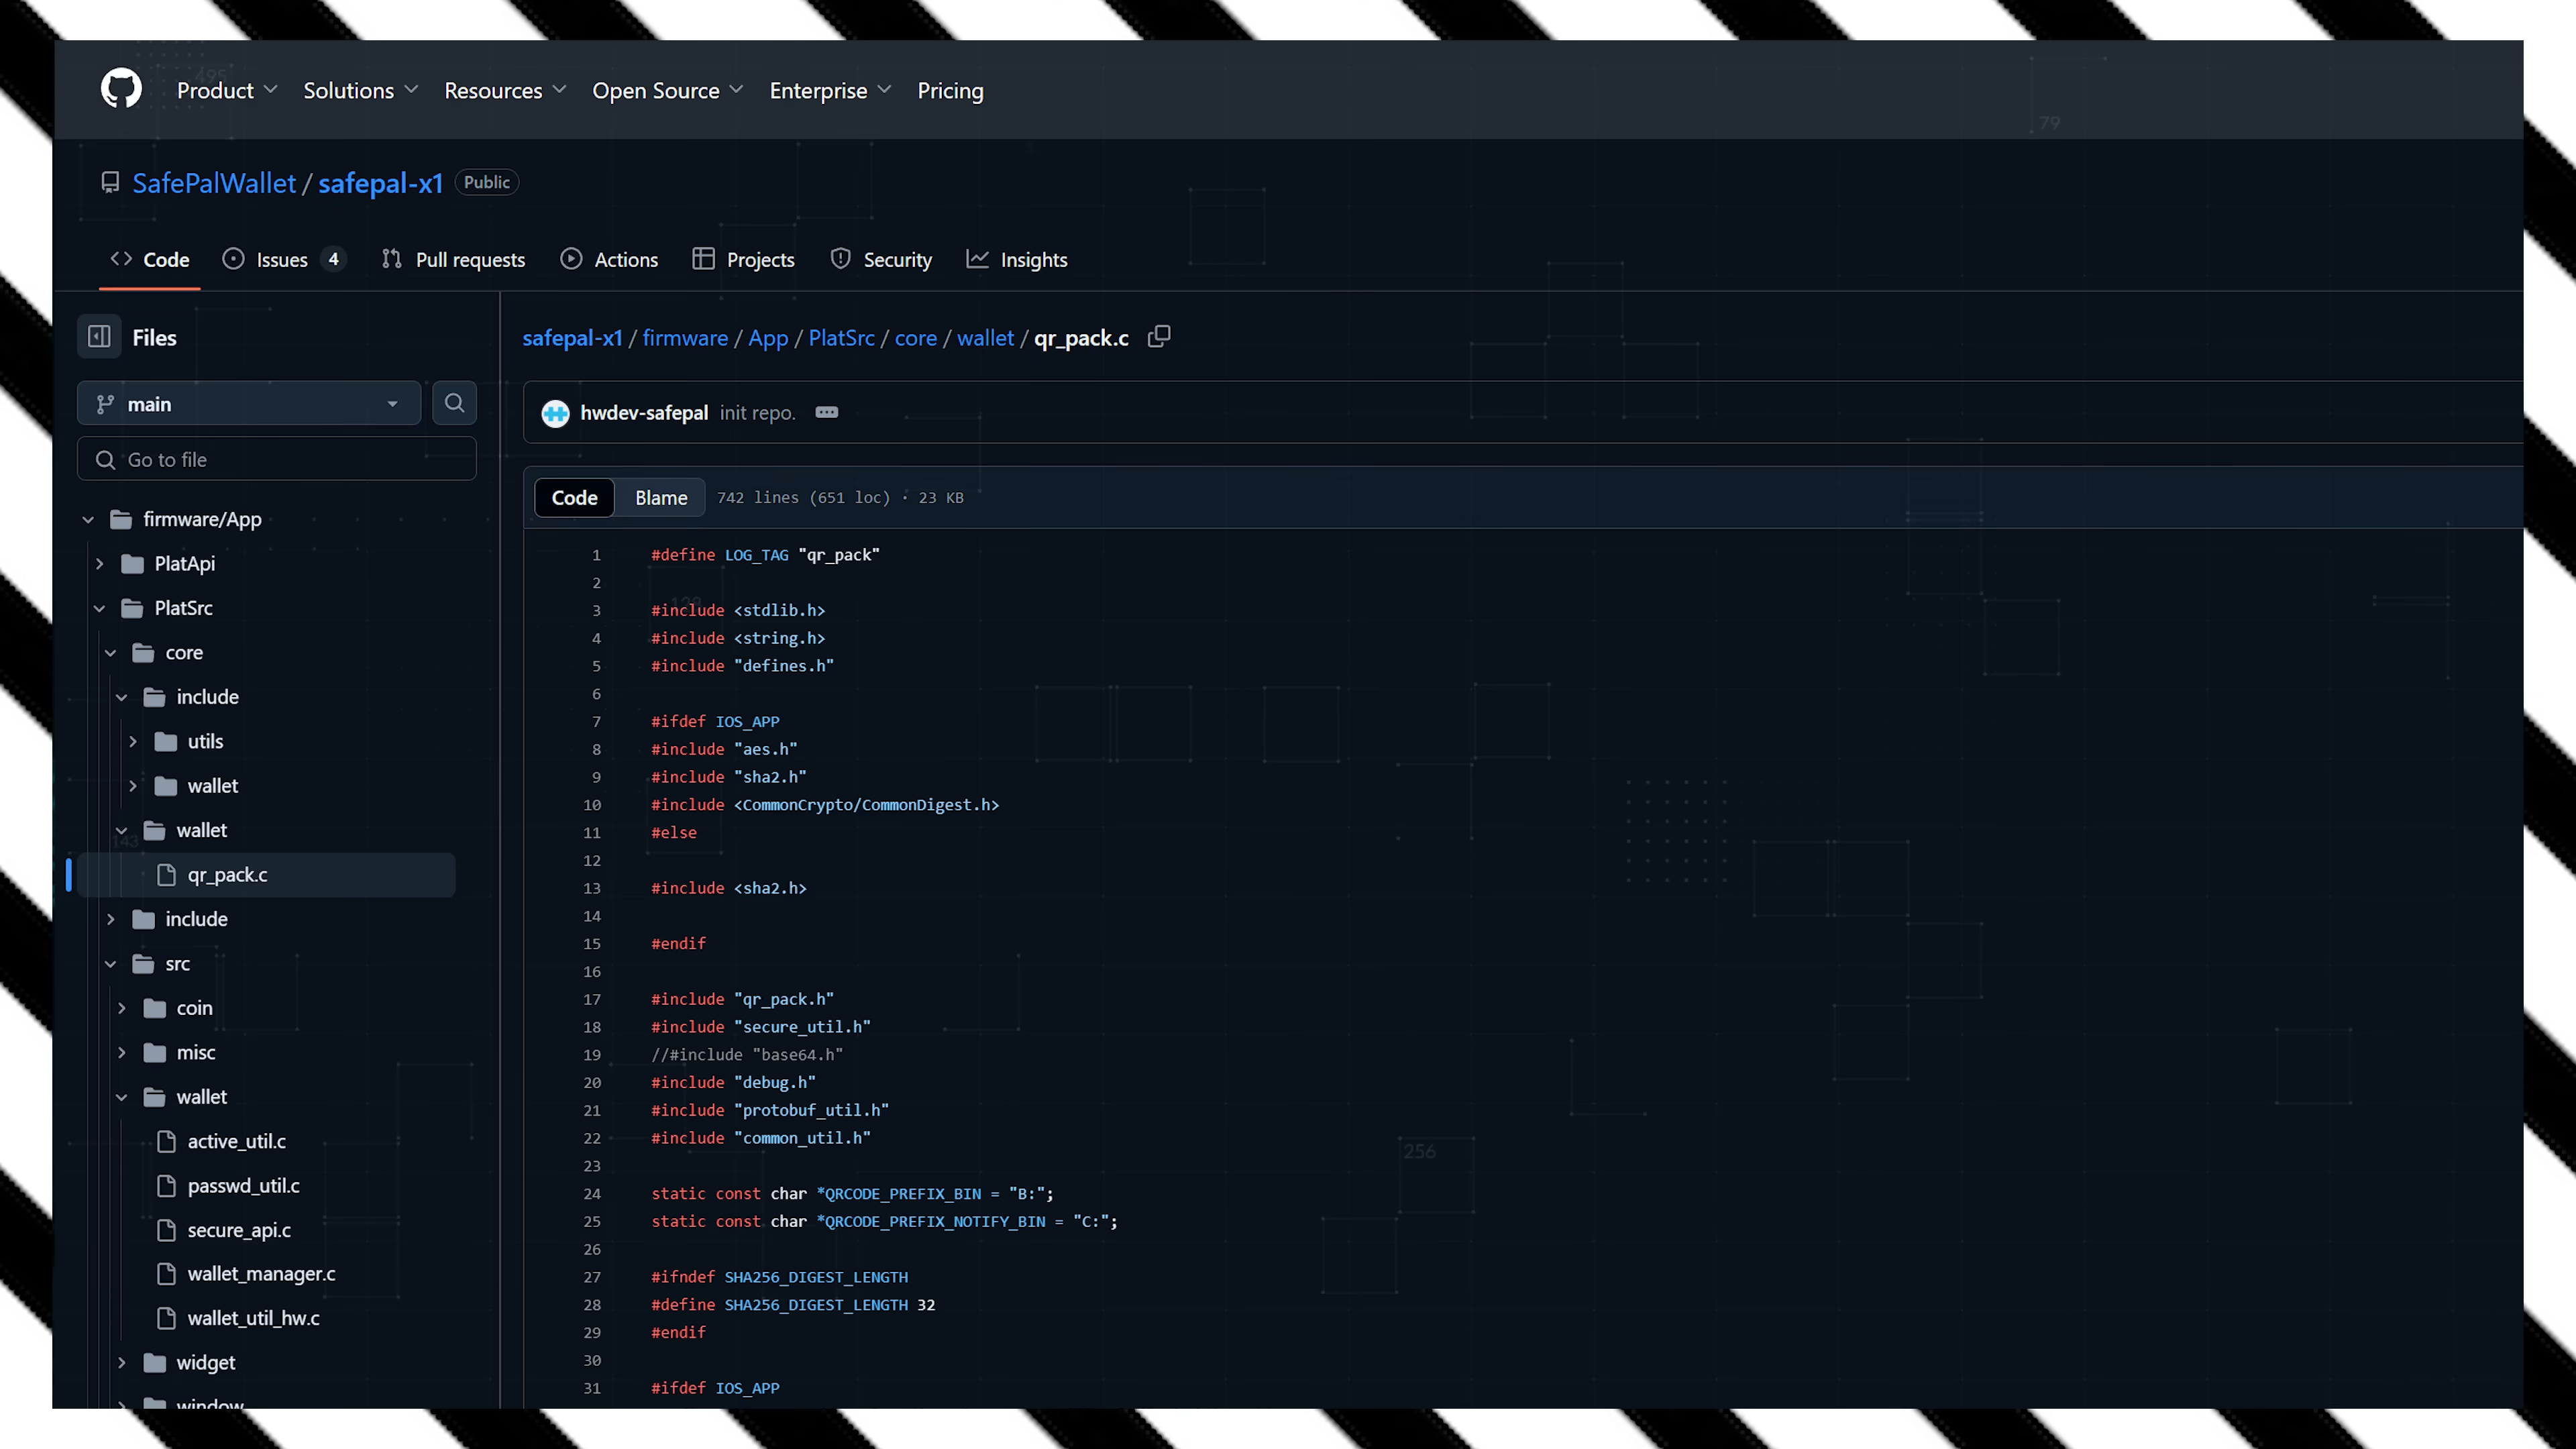 Product Solutions Resources Open Source Enterprise Pricing
SafePalWallet / safepal-x1 Public
Code Issues 4 Pull requests Actions Projects Security Insights
Files
main
Go to file
firmware/App
PlatApi
PlatSrc
core
include
utils
wallet
wallet
qr_pack.c
include
src
coin
misc
wallet
active_util.c
passwd_util.c
secure_api.c
wallet_manager.c
wallet_util_hw.c
widget
window
safepal-x1 / firmware / App / PlatSrc / core / wallet / qr_pack.c
hwdev-safepal init repo.
Code Blame 742 lines (651 loc) · 23 KB
1 #define LOG_TAG "qr_pack"
2
3 #include <stdlib.h>
4 #include <string.h>
5 #include "defines.h"
6
7 #ifdef IOS_APP
8 #include "aes.h"
9 #include "sha2.h"
10 #include <CommonCrypto/CommonDigest.h>
11 #else
12
13 #include <sha2.h>
14
15 #endif
16
17 #include "qr_pack.h"
18 #include "secure_util.h"
19 //#include "base64.h"
20 #include "debug.h"
21 #include "protobuf_util.h"
22 #include "common_util.h"
23
24 static const char *QRCODE_PREFIX_BIN = "B:";
25 static const char *QRCODE_PREFIX_NOTIFY_BIN = "C:";
26
27 #ifndef SHA256_DIGEST_LENGTH
28 #define SHA256_DIGEST_LENGTH 32
29 #endif
30
31 #ifdef IOS_APP
495
79
143
256